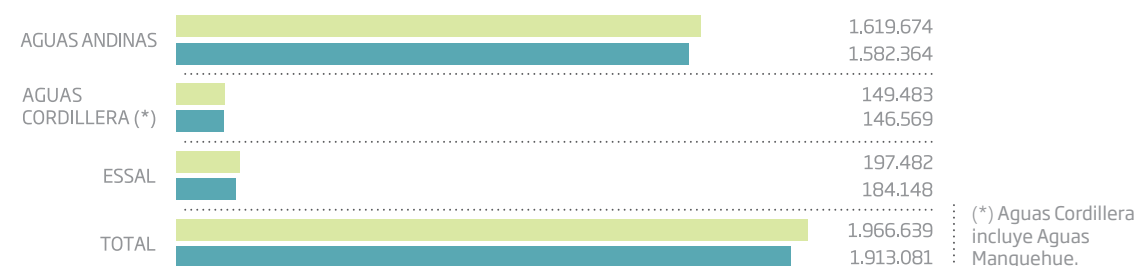 AGUAS ANDINAS
1.619.674
1.582.364
AGUAS
CORDILLERA (*)
149.483
146.569
ESSAL
197.482
184.148
TOTAL
1.966.639
1.913.081
(*) Aguas Cordillera
incluye Aguas
Manquehue.